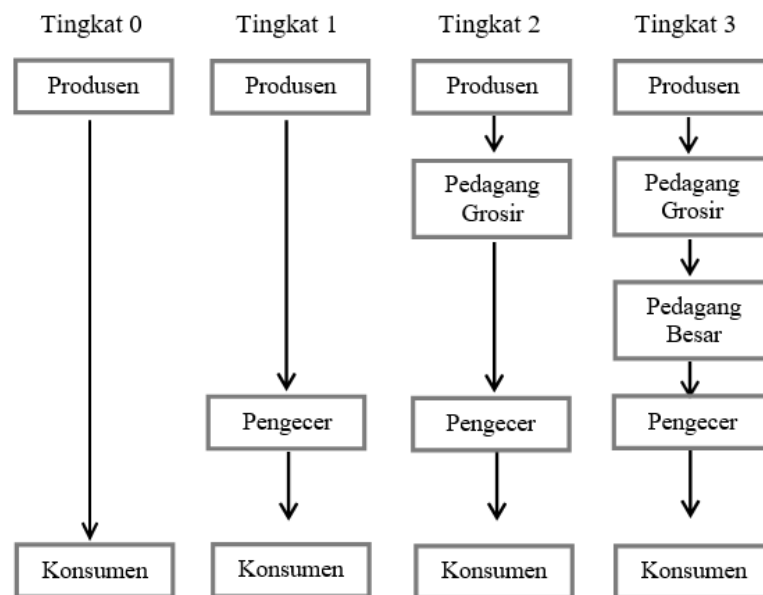 Tingkat 0
Tingkat 1
Tingkat 2
Tingkat 3
Produsen
Produsen
Produsen
Produsen
Pedagang
Grosir
Pedagang
Grosir
Pedagang
Besar
Pengecer
Pengecer
Pengecer
Konsumen
Konsumen
Konsumen
Konsumen